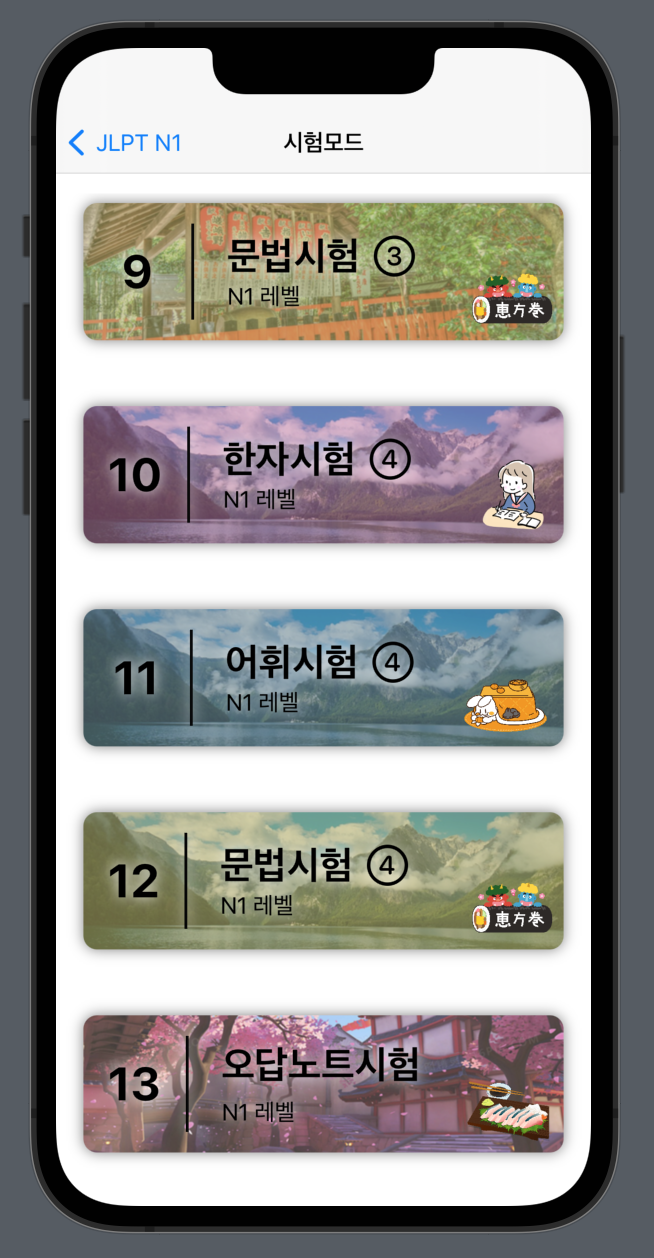 JLPT N1
시험모드
9
문법시험 ③
N1 레벨
恵方巻
10
한자시험 ④
N1 레벨
11
어휘시험 ④
N1 레벨
12
문법시험 ④
N1 레벨
恵方巻
13
오답노트시험
N1 레벨